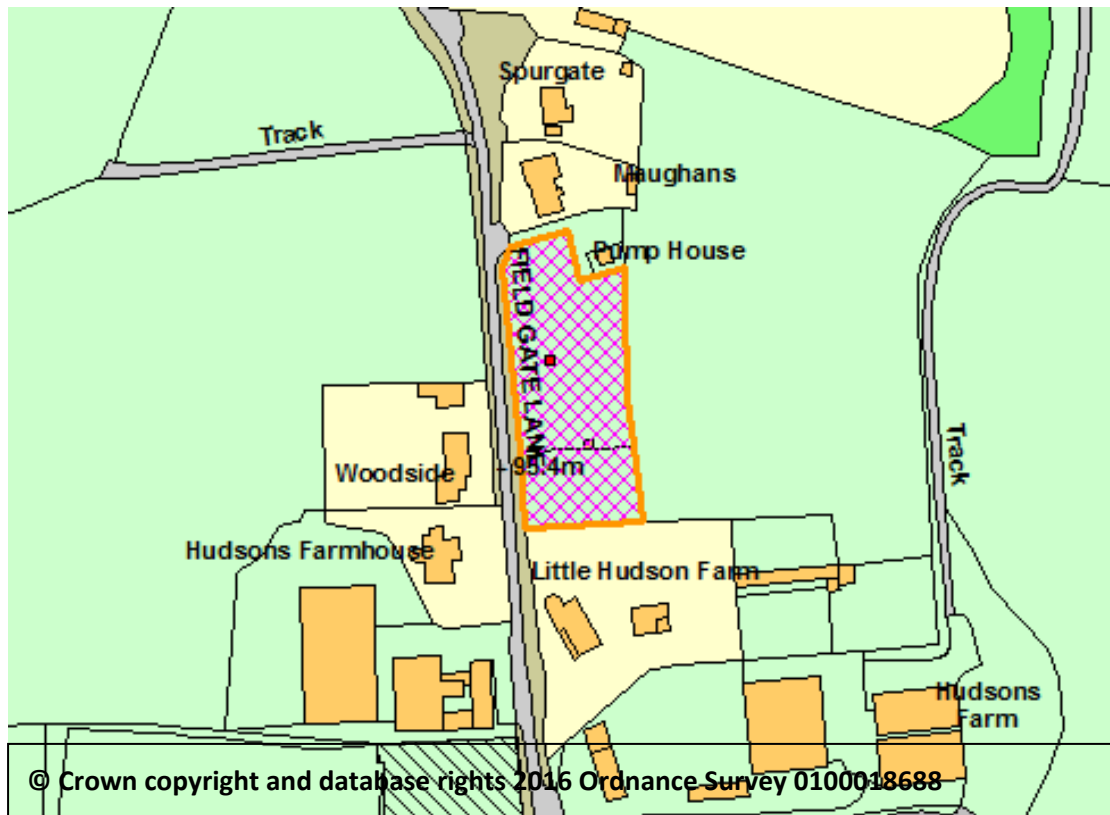 Spurgate
Track
Maughans
Pump House
FIELD GATE LANE
Track
+ 95.4m
Woodside
Hudsons Farmhouse
Little Hudson Farm
Hudsons
Farm
© Crown copyright and database rights 2016 Ordnance Survey 0100018688